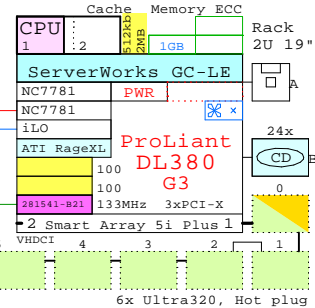 Cache Memory ECC
CPU
1 :2
512kb
2MB
1GB
Rack
2U 19"
ServerWorks GC-LE
NC7781 PWR
NC7781
iLO
ATI RageXL
A
ProLiant
DL380
G3
24x
CD B
100
100
281541-B21 133MHz 3xPCI-X
0
2 Smart Array 5i Plus 1
VHDCI
4 3 2 1
6x Ultra320, Hot plug